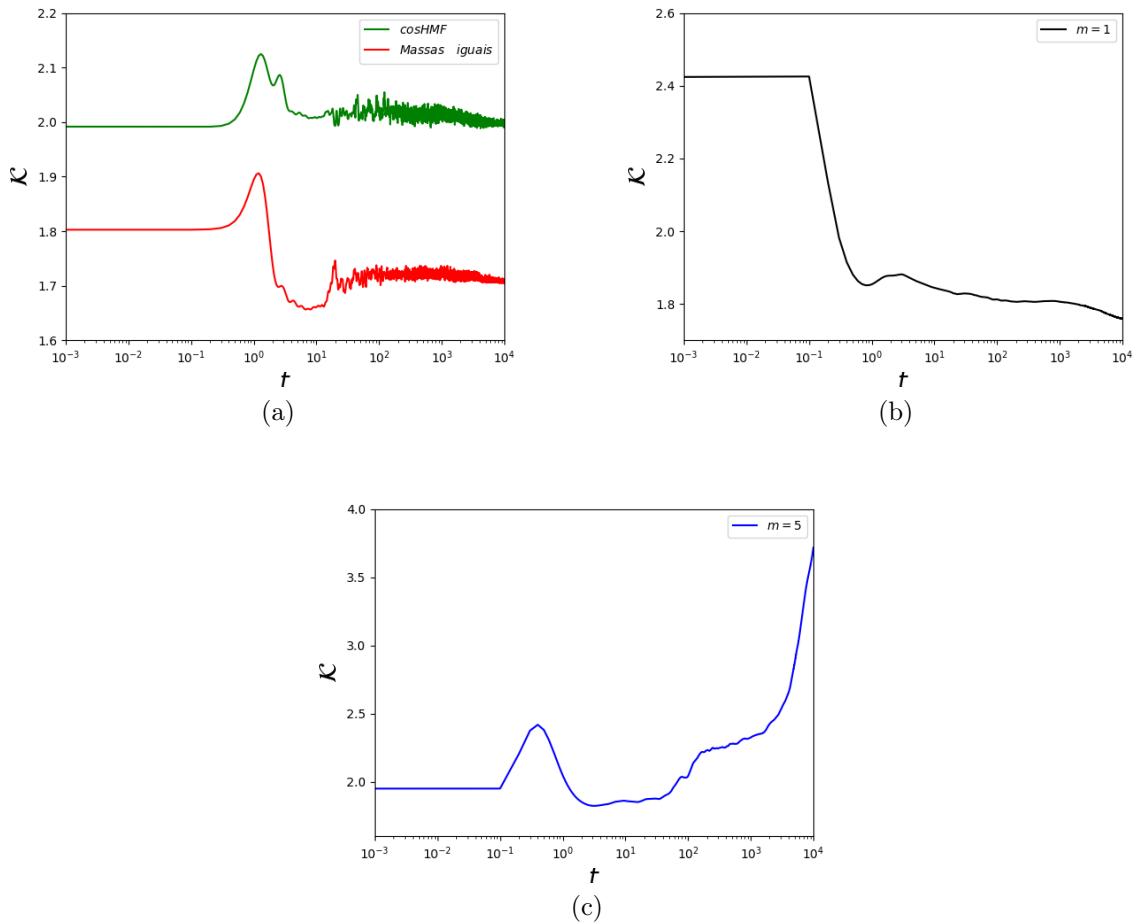 2.2
2.1
2.0
1.9
1.8
1.7
1.6
𝒦
10⁻³ 10⁻² 10⁻¹ 10⁰ 10¹ 10² 10³ 10⁴
t
cosHMF
Massas iguais
(a)
2.6
2.4
2.2
2.0
1.8
𝒦
10⁻³ 10⁻² 10⁻¹ 10⁰ 10¹ 10² 10³ 10⁴
t
m = 1
(b)
4.0
3.5
3.0
2.5
2.0
𝒦
10⁻³ 10⁻² 10⁻¹ 10⁰ 10¹ 10² 10³ 10⁴
t
m = 5
(c)